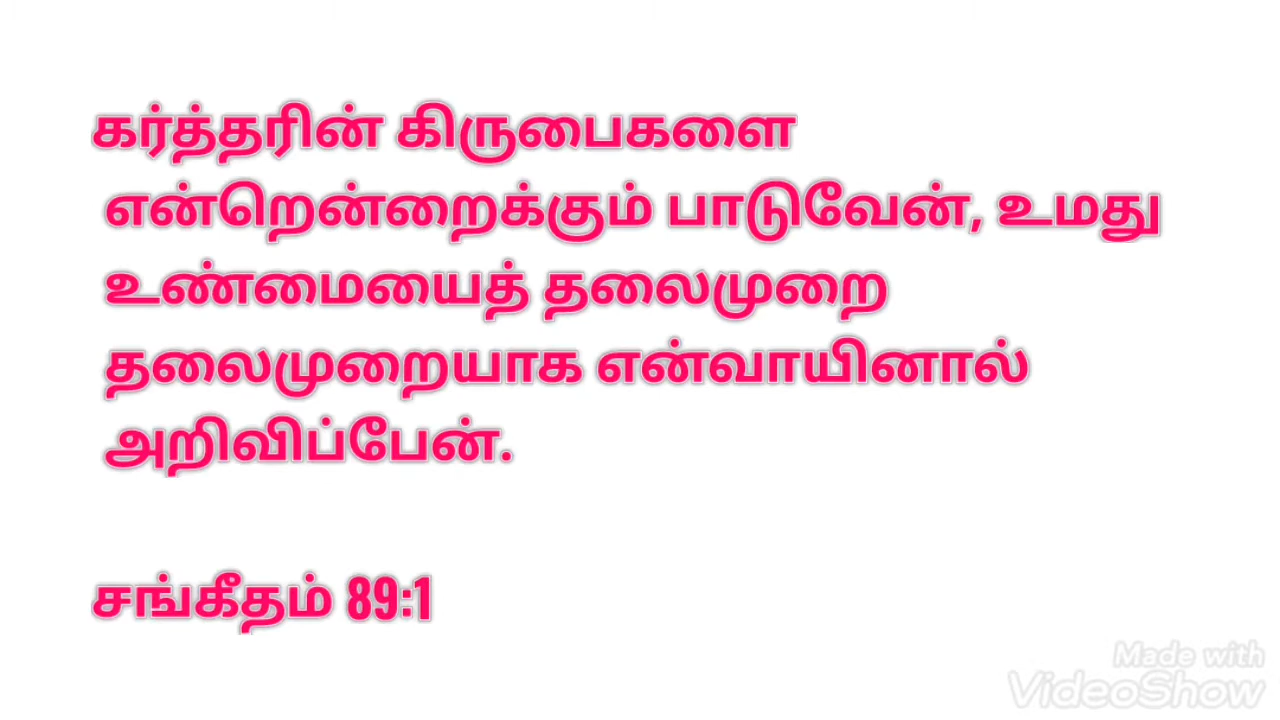 கர்த்தரின் கிருபைகளை
என்றென்றைக்கும் பாடுவேன், உமது
உண்மையைத் தலைமுறை
தலைமுறையாக என்வாயினால்
அறிவிப்பேன்.
சங்கீதம் 89:1
Made with
VideoShow